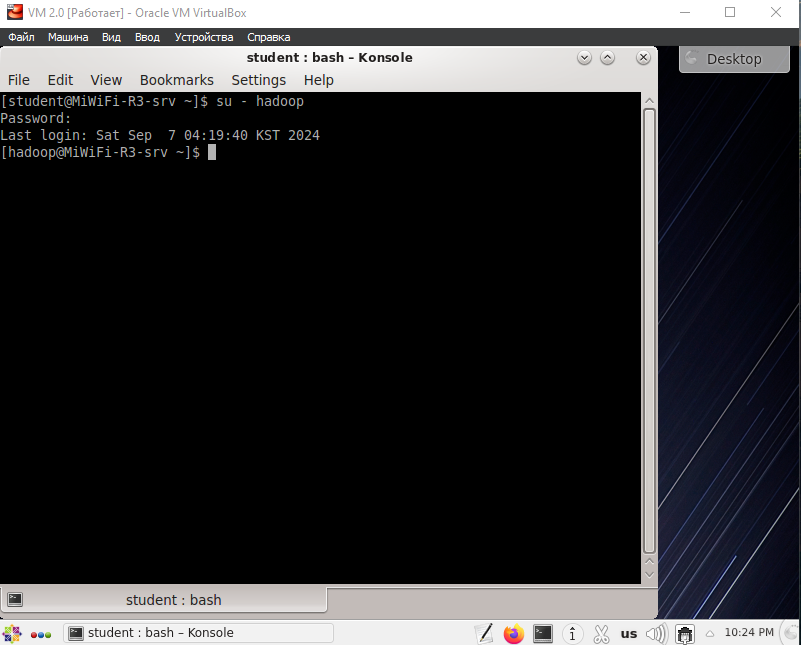 VM 2.0 [Работает] - Oracle VM VirtualBox
Файл Машина Вид Ввод Устройства Справка
student : bash – Konsole
Desktop
File Edit View Bookmarks Settings Help
[student@MiWiFi-R3-srv ~]$ su - hadoop
Password:
Last login: Sat Sep  7 04:19:40 KST 2024
[hadoop@MiWiFi-R3-srv ~]$
student : bash
student : bash – Konsole
us
10:24 PM